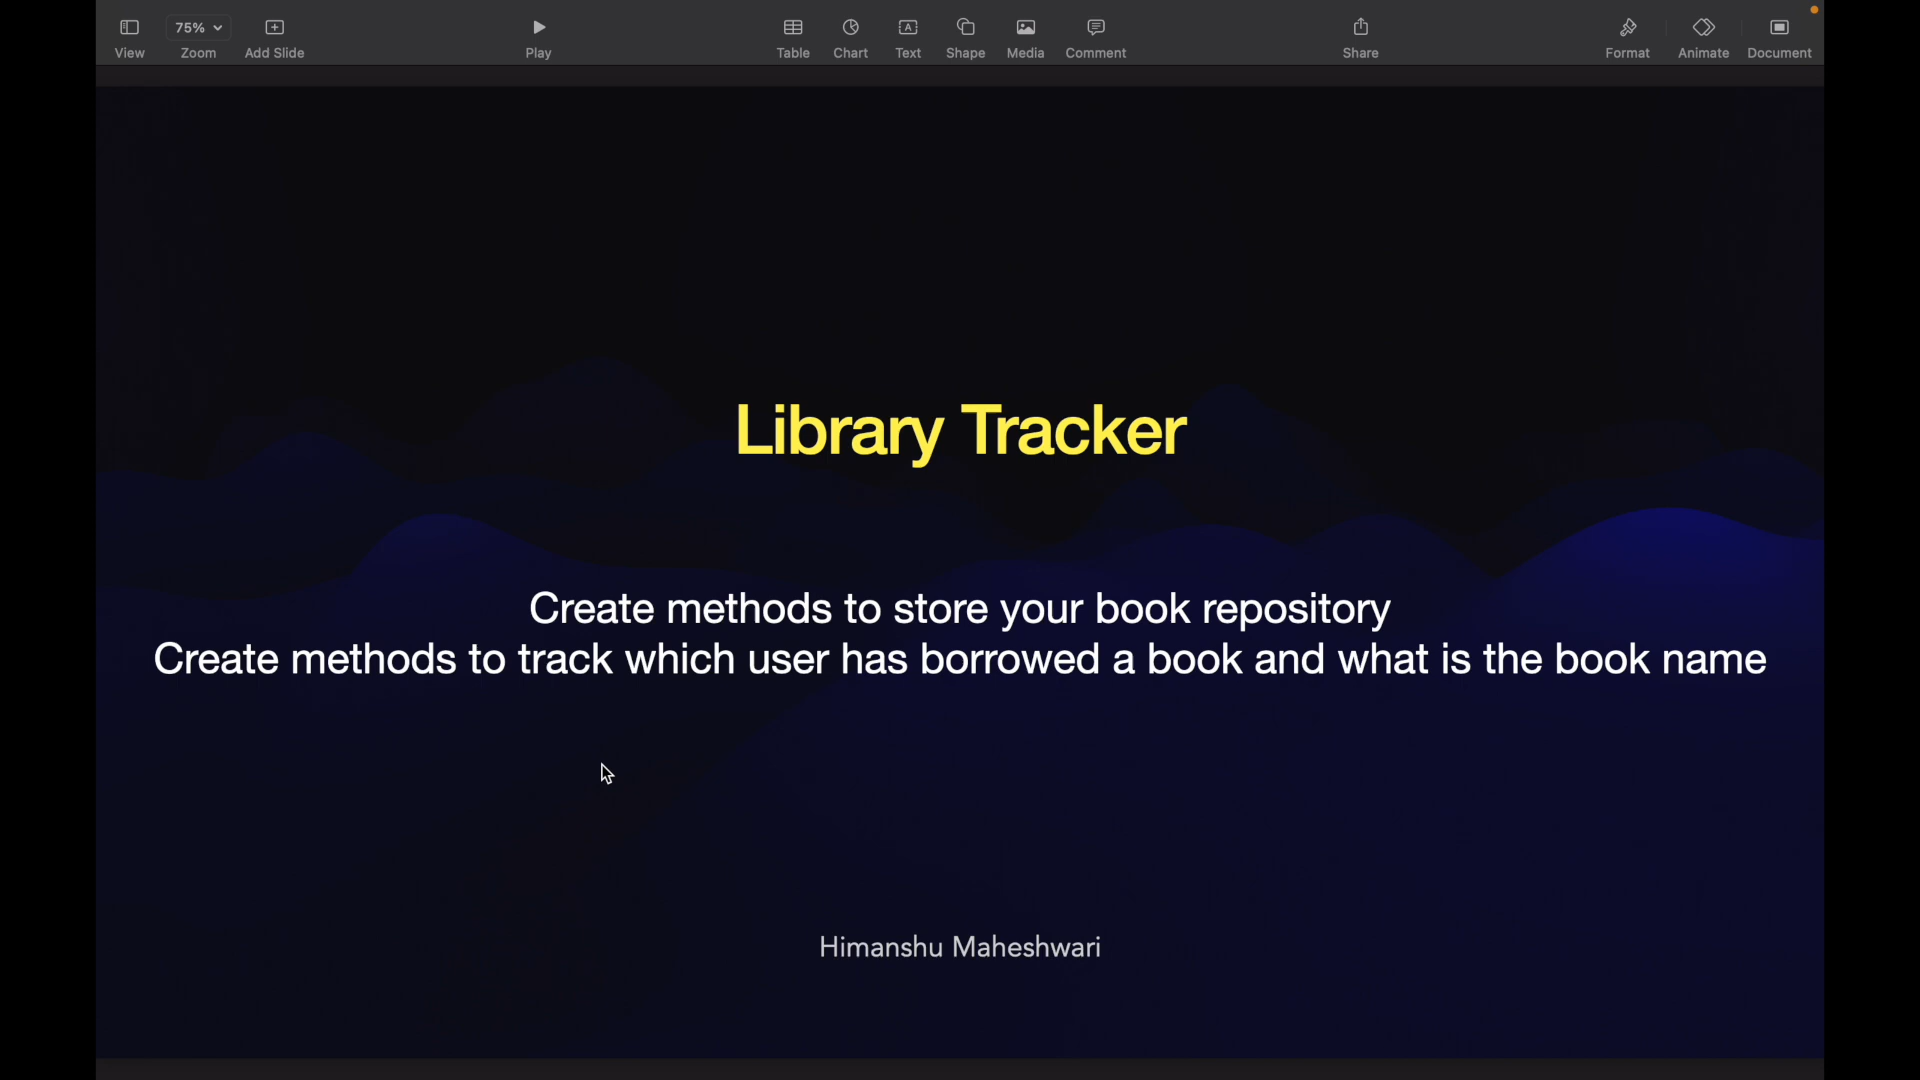 View
75%
Zoom
Add Slide
Play
Table
Chart
A
Text
Shape
Media
Comment
Share
Format
Animate
Document
Library Tracker
Create methods to store your book repository
Create methods to track which user has borrowed a book and what is the book name
Himanshu Maheshwari